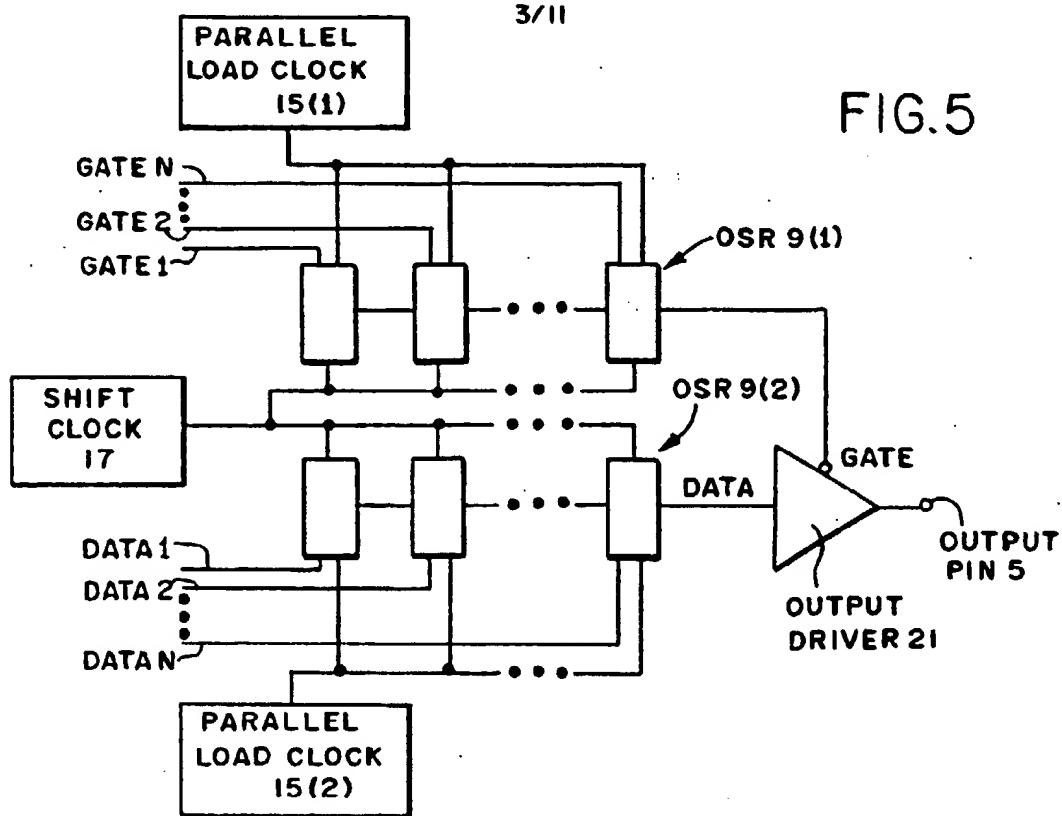 3/11
PARALLEL
LOAD CLOCK
15(1)
FIG.5
GATE N
GATE 2
GATE 1
OSR 9(1)
SHIFT
CLOCK
17
OSR 9(2)
GATE
DATA
DATA 1
DATA 2
DATA N
OUTPUT
PIN 5
OUTPUT
DRIVER 21
PARALLEL
LOAD CLOCK
15(2)